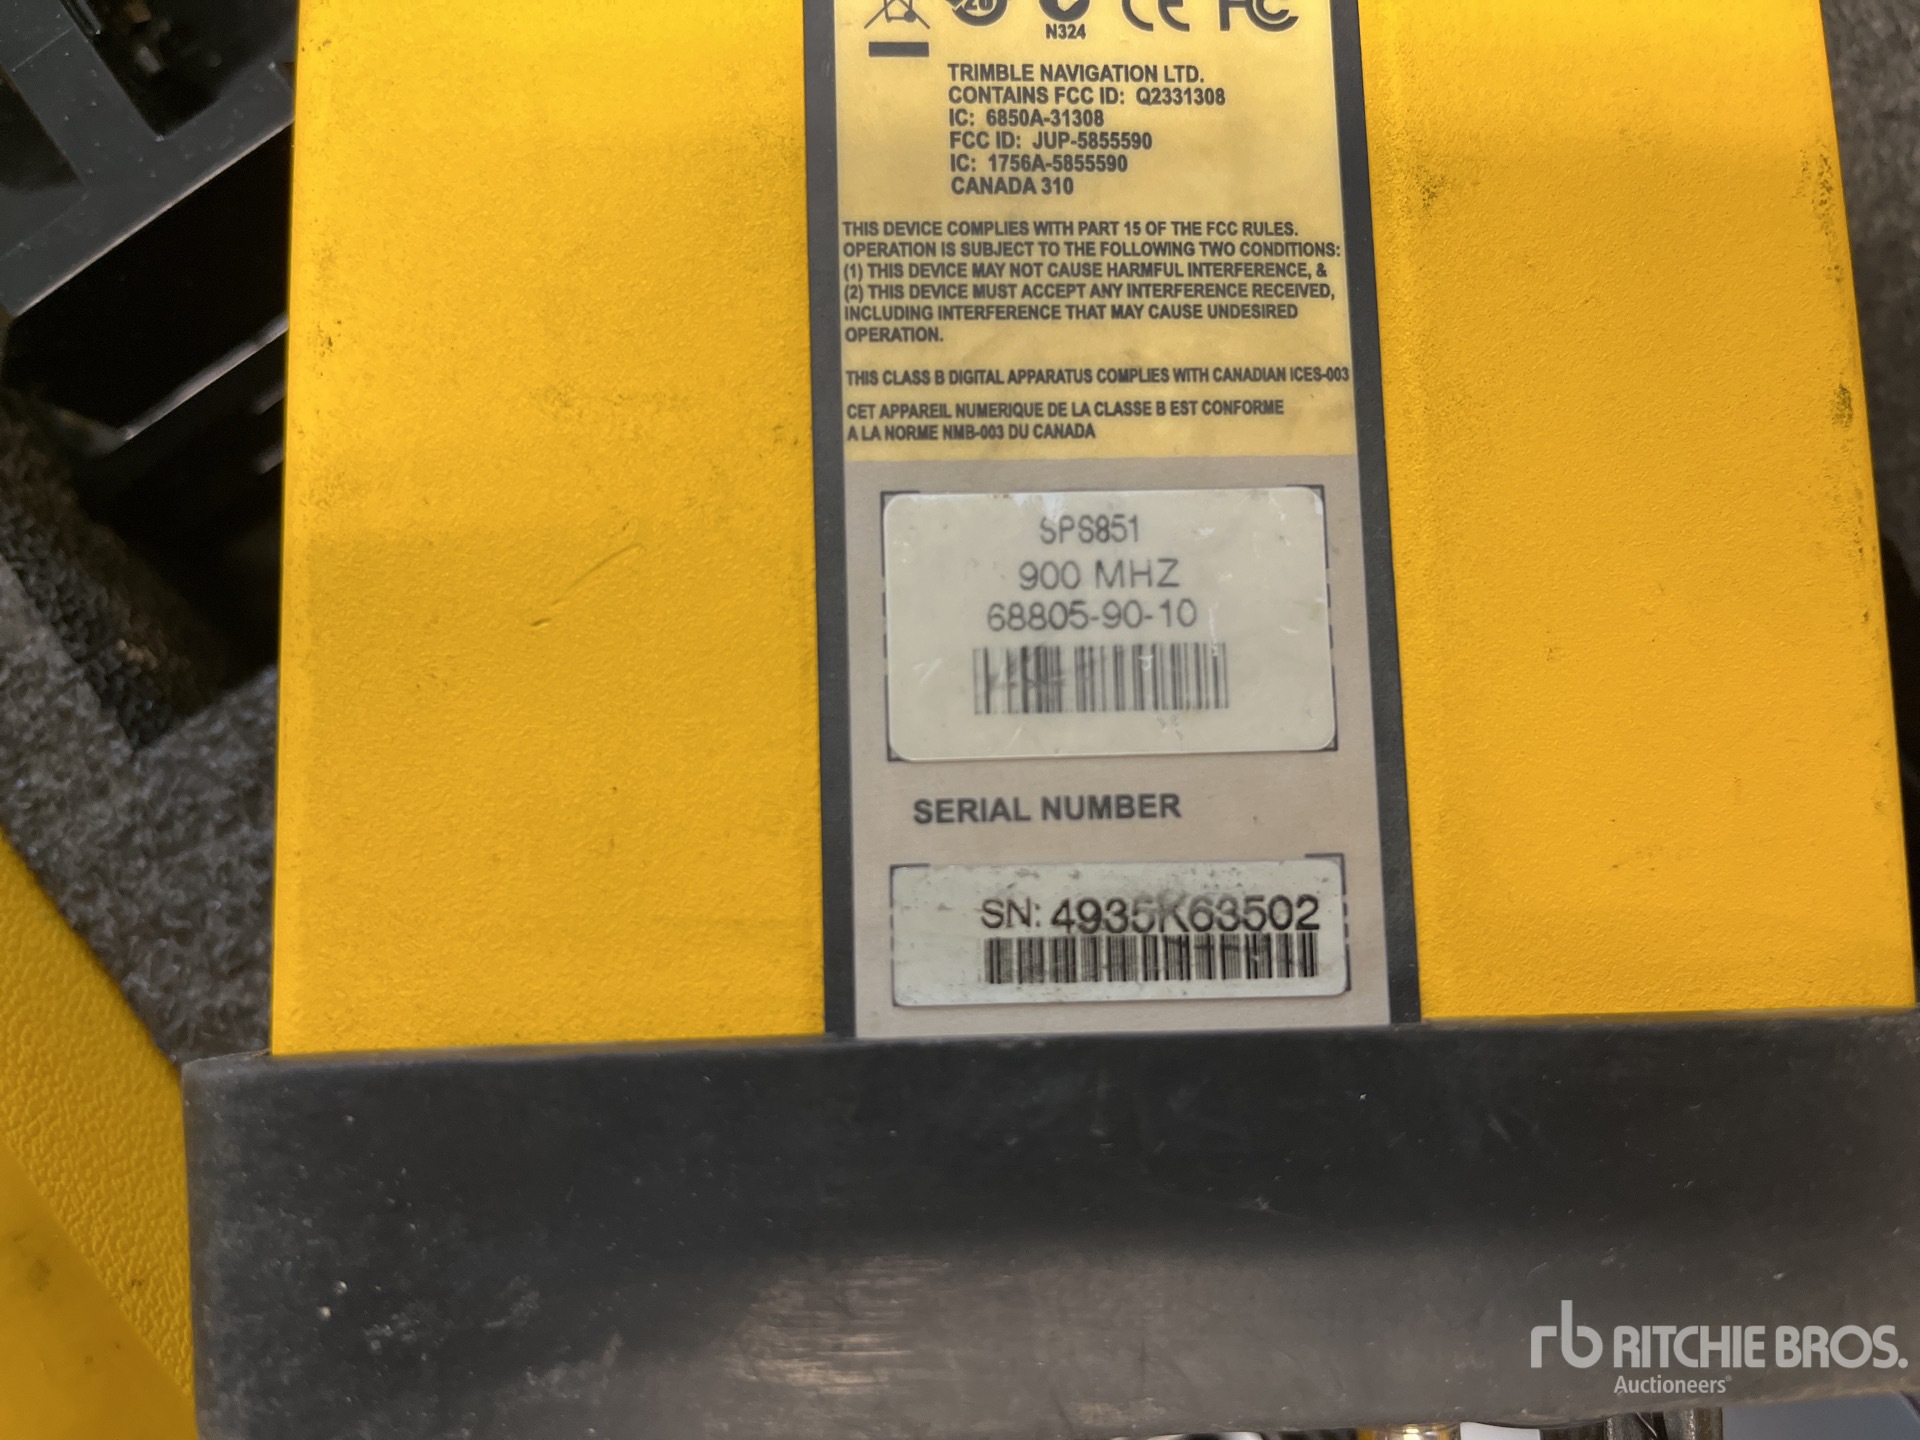 20
N324
CE FC
TRIMBLE NAVIGATION LTD.
CONTAINS FCC ID: Q2331308
IC: 6850A-31308
FCC ID: JUP-5855590
IC: 1756A-5855590
CANADA 310
THIS DEVICE COMPLIES WITH PART 15 OF THE FCC RULES.
OPERATION IS SUBJECT TO THE FOLLOWING TWO CONDITIONS:
(1) THIS DEVICE MAY NOT CAUSE HARMFUL INTERFERENCE, &
(2) THIS DEVICE MUST ACCEPT ANY INTERFERENCE RECEIVED,
INCLUDING INTERFERENCE THAT MAY CAUSE UNDESIRED
OPERATION.
THIS CLASS B DIGITAL APPARATUS COMPLIES WITH CANADIAN ICES-003
CET APPAREIL NUMERIQUE DE LA CLASSE B EST CONFORME
A LA NORME NMB-003 DU CANADA
SPS851
900 MHZ
68805-90-10
SERIAL NUMBER
SN: 4935K63502
rb RITCHIE BROS.
Auctioneers